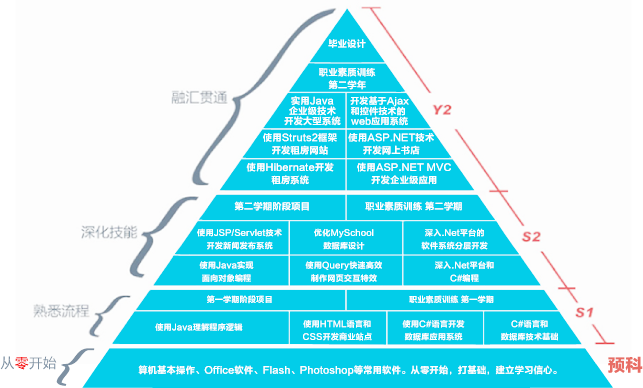 毕业设计
职业素质训练
第二学年
融汇贯通
实用Java
企业级技术
开发大型系统
开发基于Ajax
和控件技术的
web应用系统
Y2
使用Struts2框架
开发租房网站
使用ASP.NET技术
开发网上书店
使用Hibernate开发
租房系统
使用ASP.NET MVC
开发企业级应用
第二学期阶段项目
职业素质训练 第二学期
深化技能
使用JSP/Servlet技术
开发新闻发布系统
优化MySchool
数据库设计
深入.Net平台的
软件系统分层开发
S2
使用Java实现
面向对象编程
使用Query快速高效
制作网页交互特效
深入.Net平台和
C#编程
第一学期阶段项目
职业素质训练 第一学期
熟悉流程
S1
使用Java理解程序逻辑
使用HTML语言和
CSS开发商业站点
使用C#语言开发
数据库应用系统
C#语言和
数据库技术基础
从零开始
算机基本操作、Office软件、Flash、Photoshop等常用软件。从零开始，打基础，建立学习信心。
预科